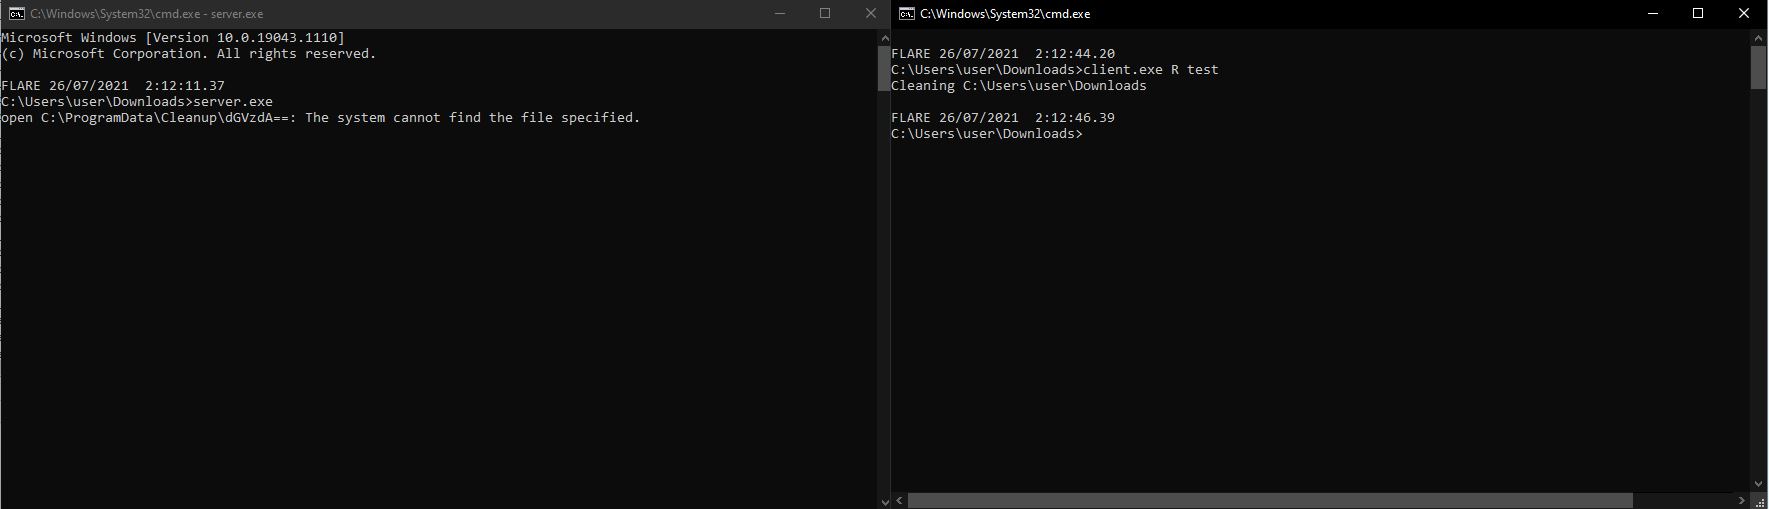 C:\Windows\System32\cmd.exe - server.exe
Microsoft Windows [Version 10.0.19043.1110]
(c) Microsoft Corporation. All rights reserved.
FLARE 26/07/2021  2:12:11.37
C:\Users\user\Downloads>server.exe
open C:\ProgramData\Cleanup\dGVzdA==: The system cannot find the file specified.
C:\Windows\System32\cmd.exe
FLARE 26/07/2021  2:12:44.20
C:\Users\user\Downloads>client.exe R test
Cleaning C:\Users\user\Downloads
FLARE 26/07/2021  2:12:46.39
C:\Users\user\Downloads>